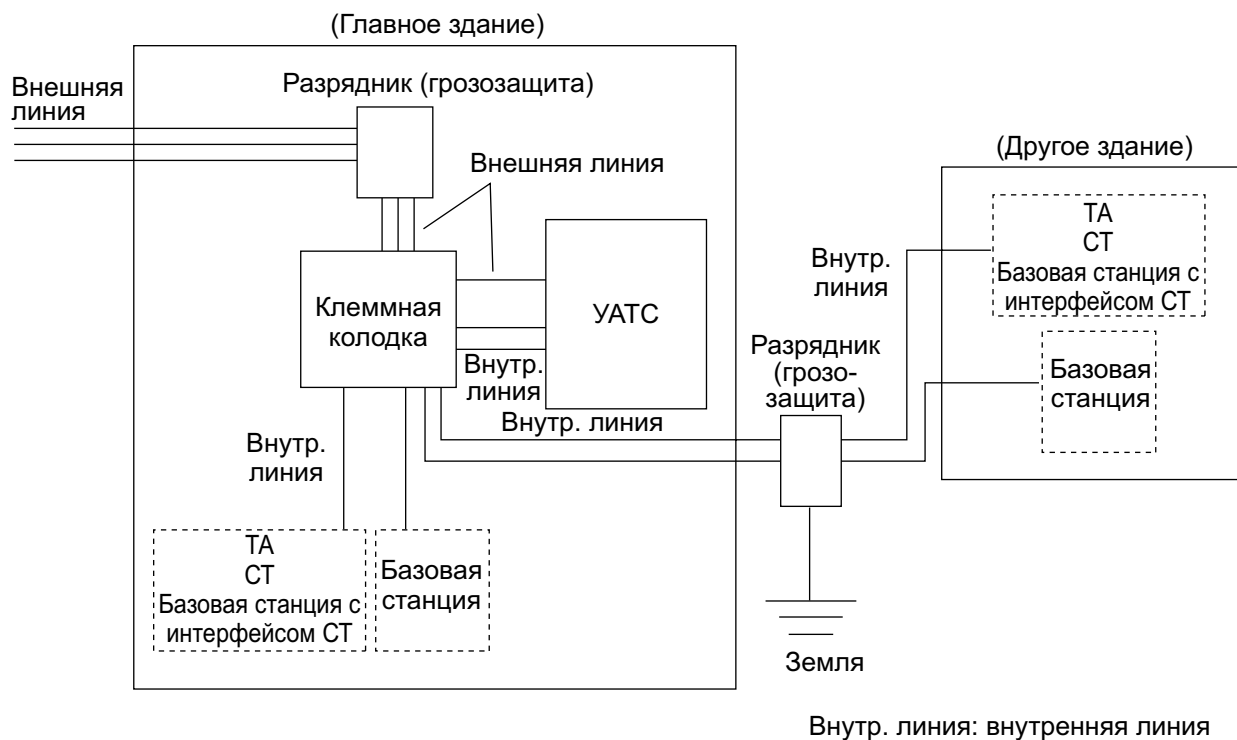 (Главное здание)
Внешняя
линия
Разрядник (грозозащита)
Внешняя линия
Клеммная
колодка
УАТС
Внутр.
линия
Внутр. линия
Внутр.
линия
ТА
СТ
Базовая станция с
интерфейсом СТ
Базовая
станция
Разрядник
(грозо-
защита)
Земля
(Другое здание)
Внутр.
линия
ТА
СТ
Базовая станция с
интерфейсом СТ
Базовая
станция
Внутр. линия: внутренняя линия